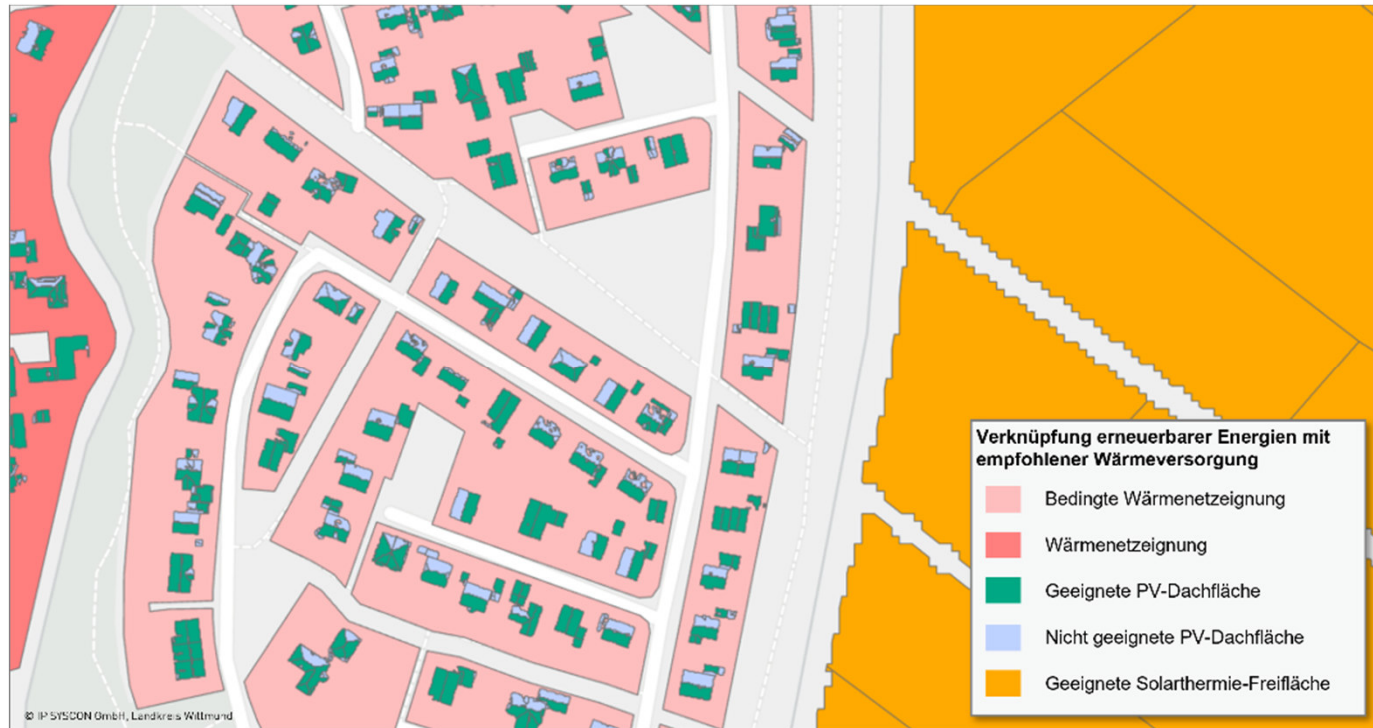 Verknüpfung erneuerbarer Energien mit
empfohlener Wärmeversorgung
Bedingte Wärmenetzeignung
Wärmenetzeignung
Geeignete PV-Dachfläche
Nicht geeignete PV-Dachfläche
Geeignete Solarthermie-Freifläche
© IP SYSCON GmbH, Landkreis Wittmund